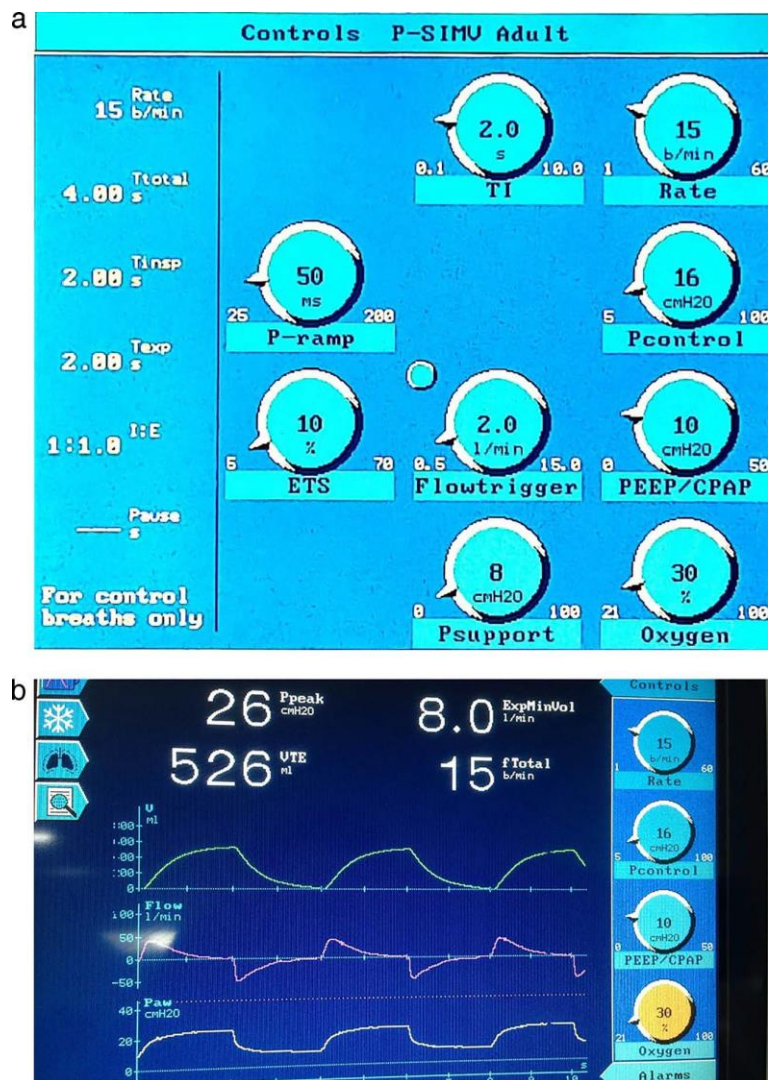 a
Controls P-SIMV Adult
15 Rate b/min
4.00 Ttotal s
2.00 Tinsp s
2.00 Texp s
1:1.0 I:E
Pause s
For control
breaths only
2.0
s
0.1 10.0
TI
15
b/min
1 60
Rate
50
ms
25 200
P-ramp
16
cmH2O
5 100
Pcontrol
10
%
5 70
ETS
2.0
l/min
0.5 15.0
Flowtrigger
10
cmH2O
0 50
PEEP/CPAP
8
cmH2O
0 100
Psupport
30
%
21 100
Oxygen
b
26 Ppeak cmH2O
8.0 ExpMinVol l/min
526 VTE ml
15 fTotal b/min
V
ml
0
Flow
l/min
100
50
0
-50
Paw
cmH2O
40
20
0
s
Controls
15
b/min
1 60
Rate
16
cmH2O
5 100
Pcontrol
10
cmH2O
0 50
PEEP/CPAP
30
%
21 100
Oxygen
Alarms